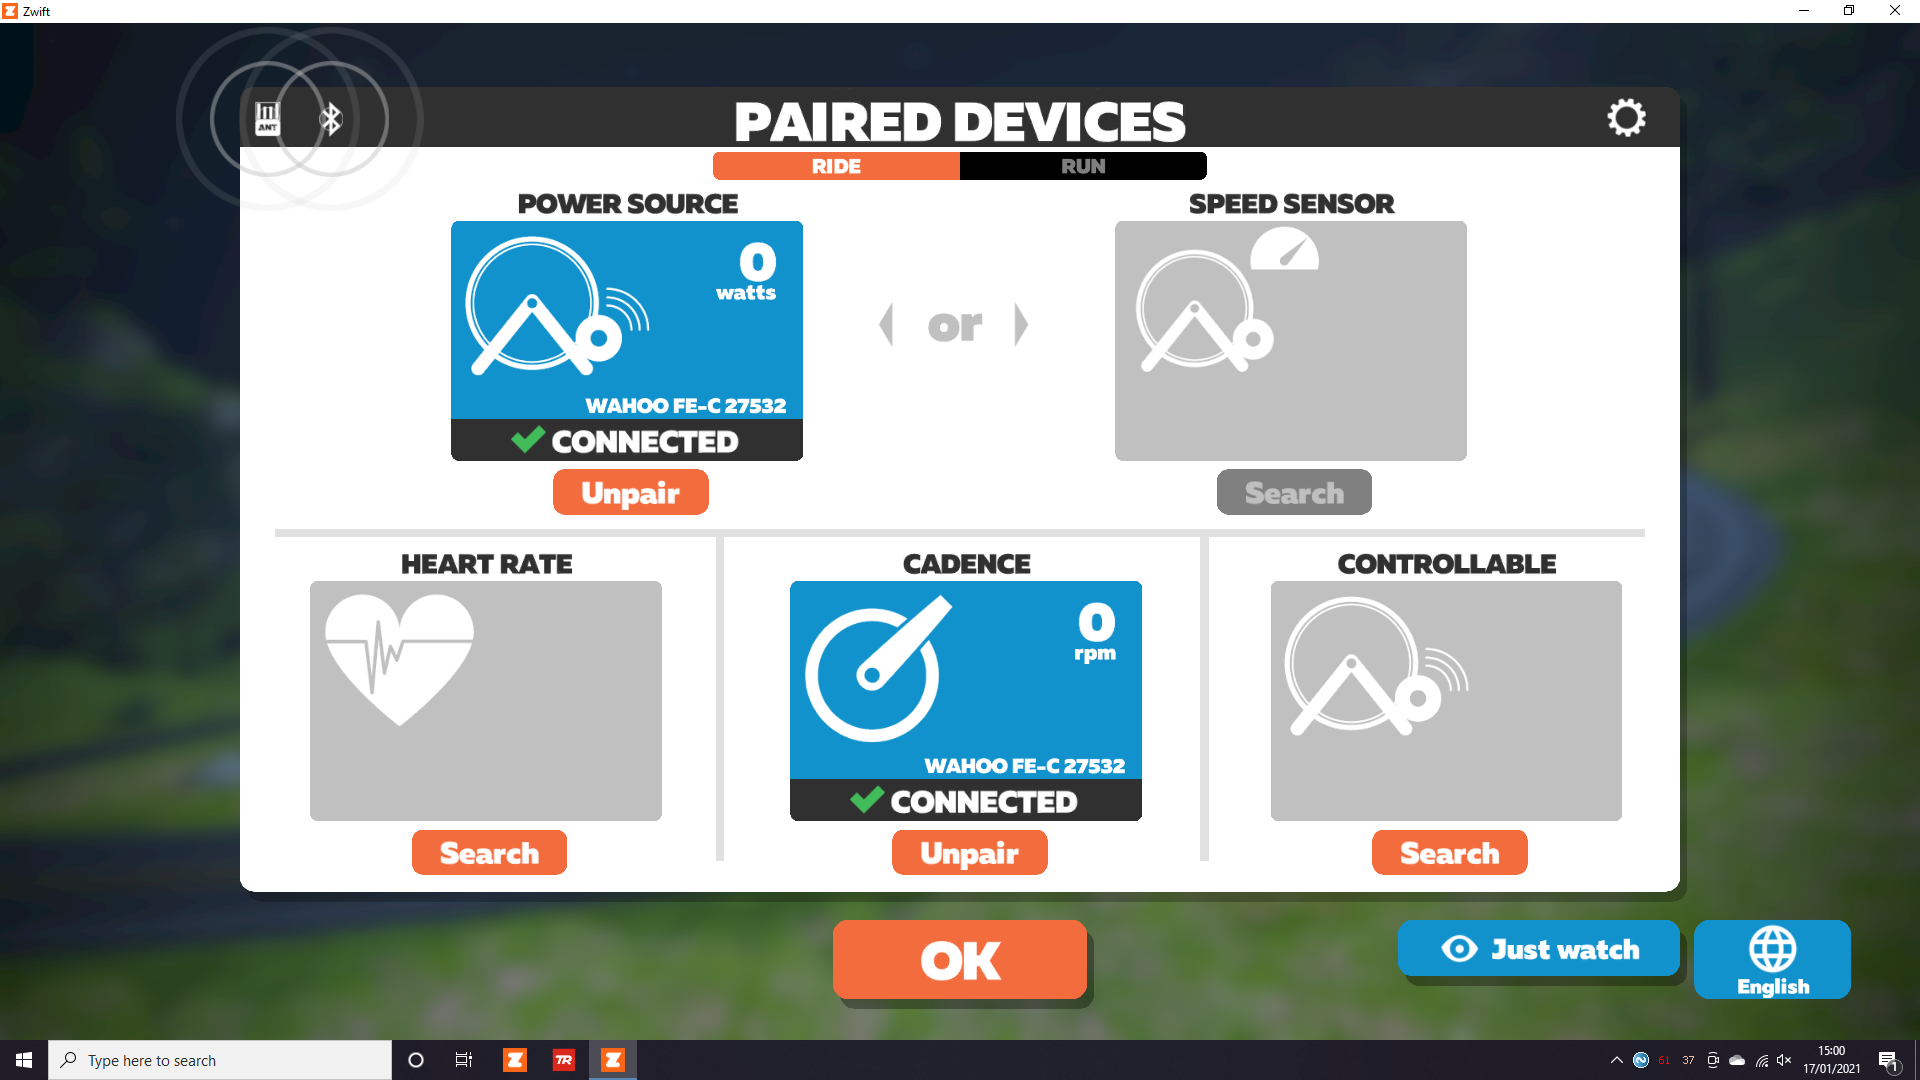 Zwift
ANT
PAIRED DEVICES
RIDE
RUN
POWER SOURCE
SPEED SENSOR
0
watts
or
WAHOO FE-C 27532
CONNECTED
Unpair
Search
HEART RATE
CADENCE
CONTROLLABLE
0
rpm
WAHOO FE-C 27532
CONNECTED
Search
Unpair
Search
OK
Just watch
English
Type here to search
Z
TR
Z
61
37
15:00
17/01/2021
1